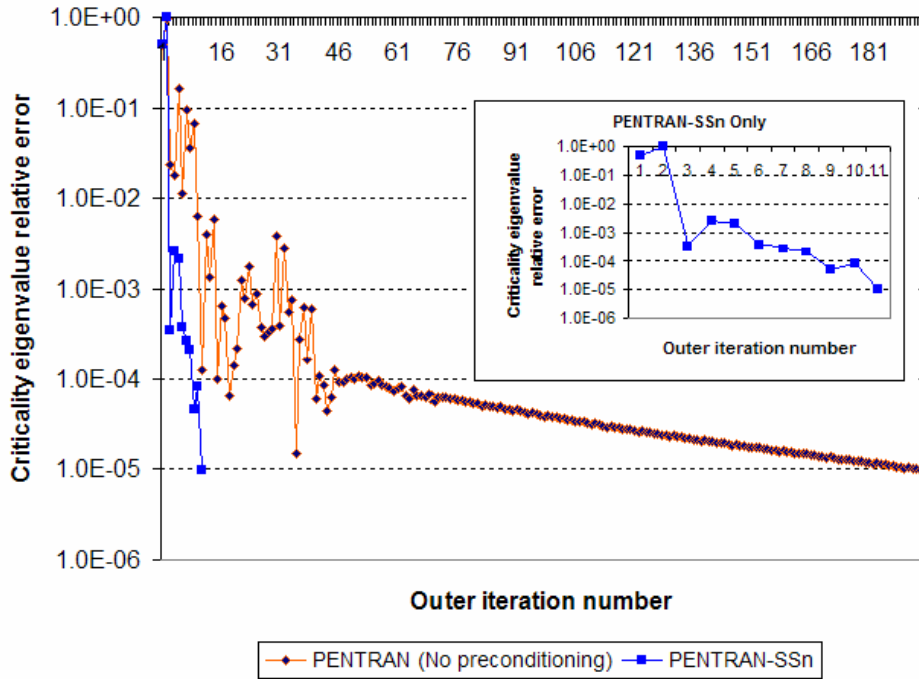 1.0E+00
1.0E-01
1.0E-02
1.0E-03
1.0E-04
1.0E-05
1.0E-06
Criticality eigenvalue relative error
16 31 46 61 76 91 106 121 136 151 166 181
Outer iteration number
PENTRAN-SSn Only
1.0E+00
1.0E-01
1.0E-02
1.0E-03
1.0E-04
1.0E-05
1.0E-06
Criticality eigenvalue
relative error
1 2 3 4 5 6 7 8 9 10 11
Outer iteration number
PENTRAN (No preconditioning) PENTRAN-SSn